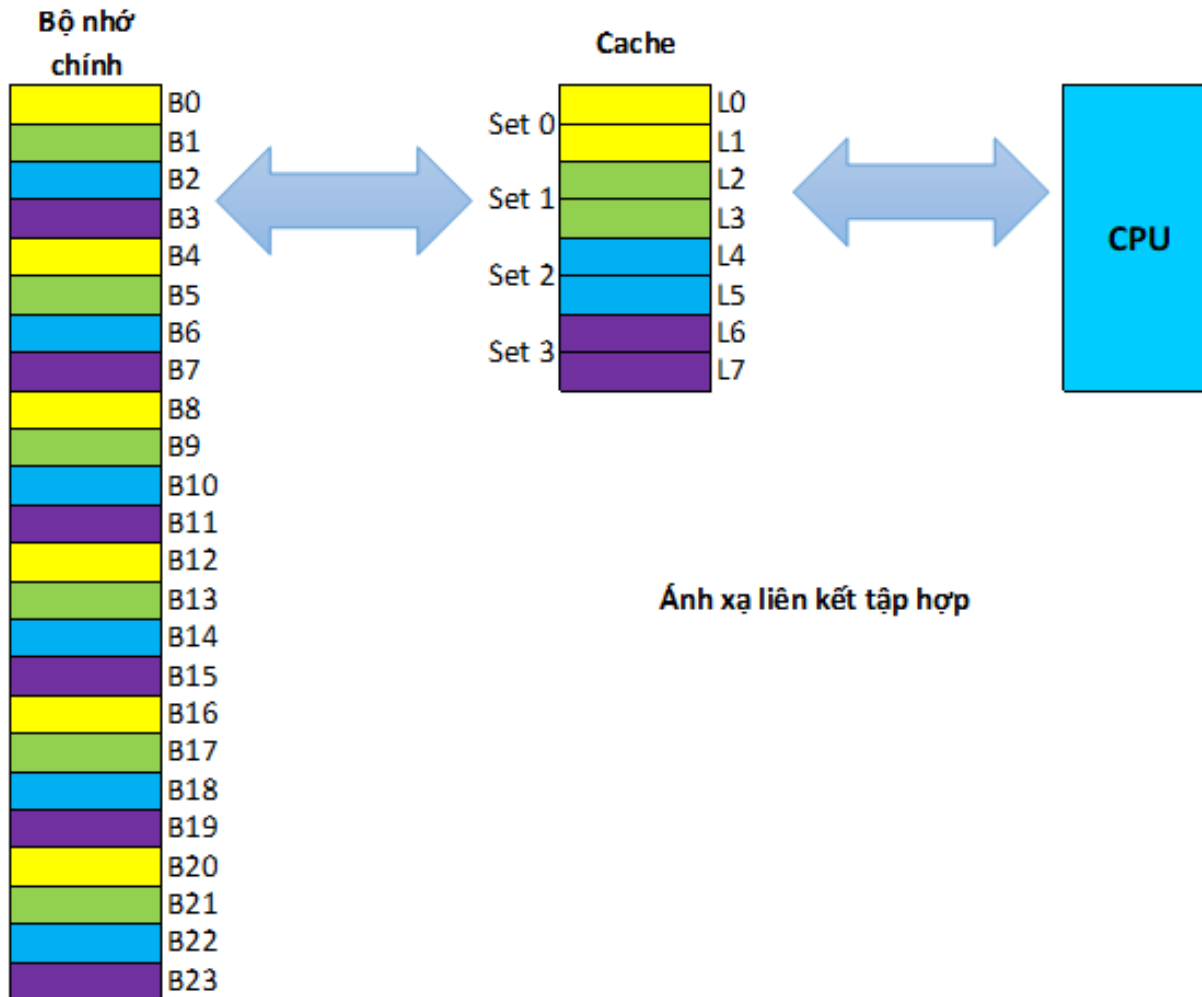 Bộ nhớ
chính
B0
B1
B2
B3
B4
B5
B6
B7
B8
B9
B10
B11
B12
B13
B14
B15
B16
B17
B18
B19
B20
B21
B22
B23
Cache
Set 0
Set 1
Set 2
Set 3
L0
L1
L2
L3
L4
L5
L6
L7
CPU
Ánh xạ liên kết tập hợp